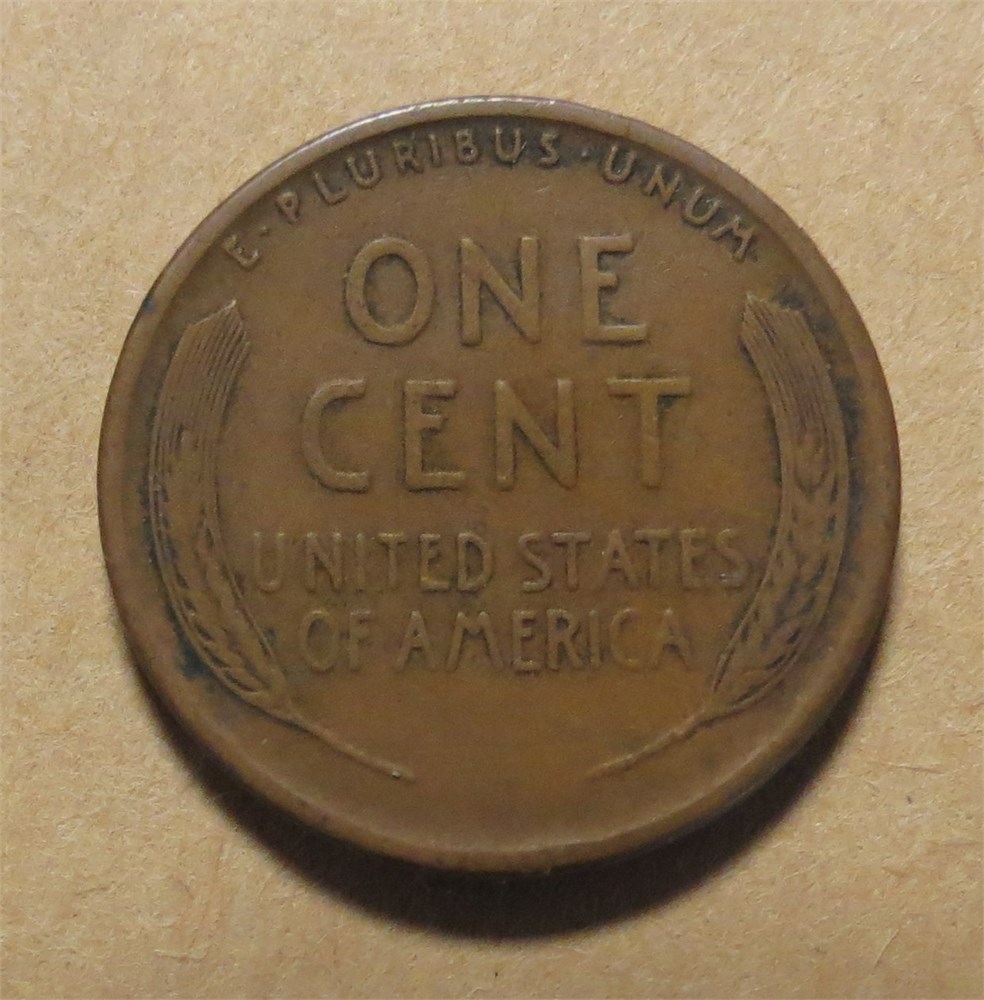 E · PLURIBUS · UNUM
ONE
CENT
UNITED STATES
OF AMERICA